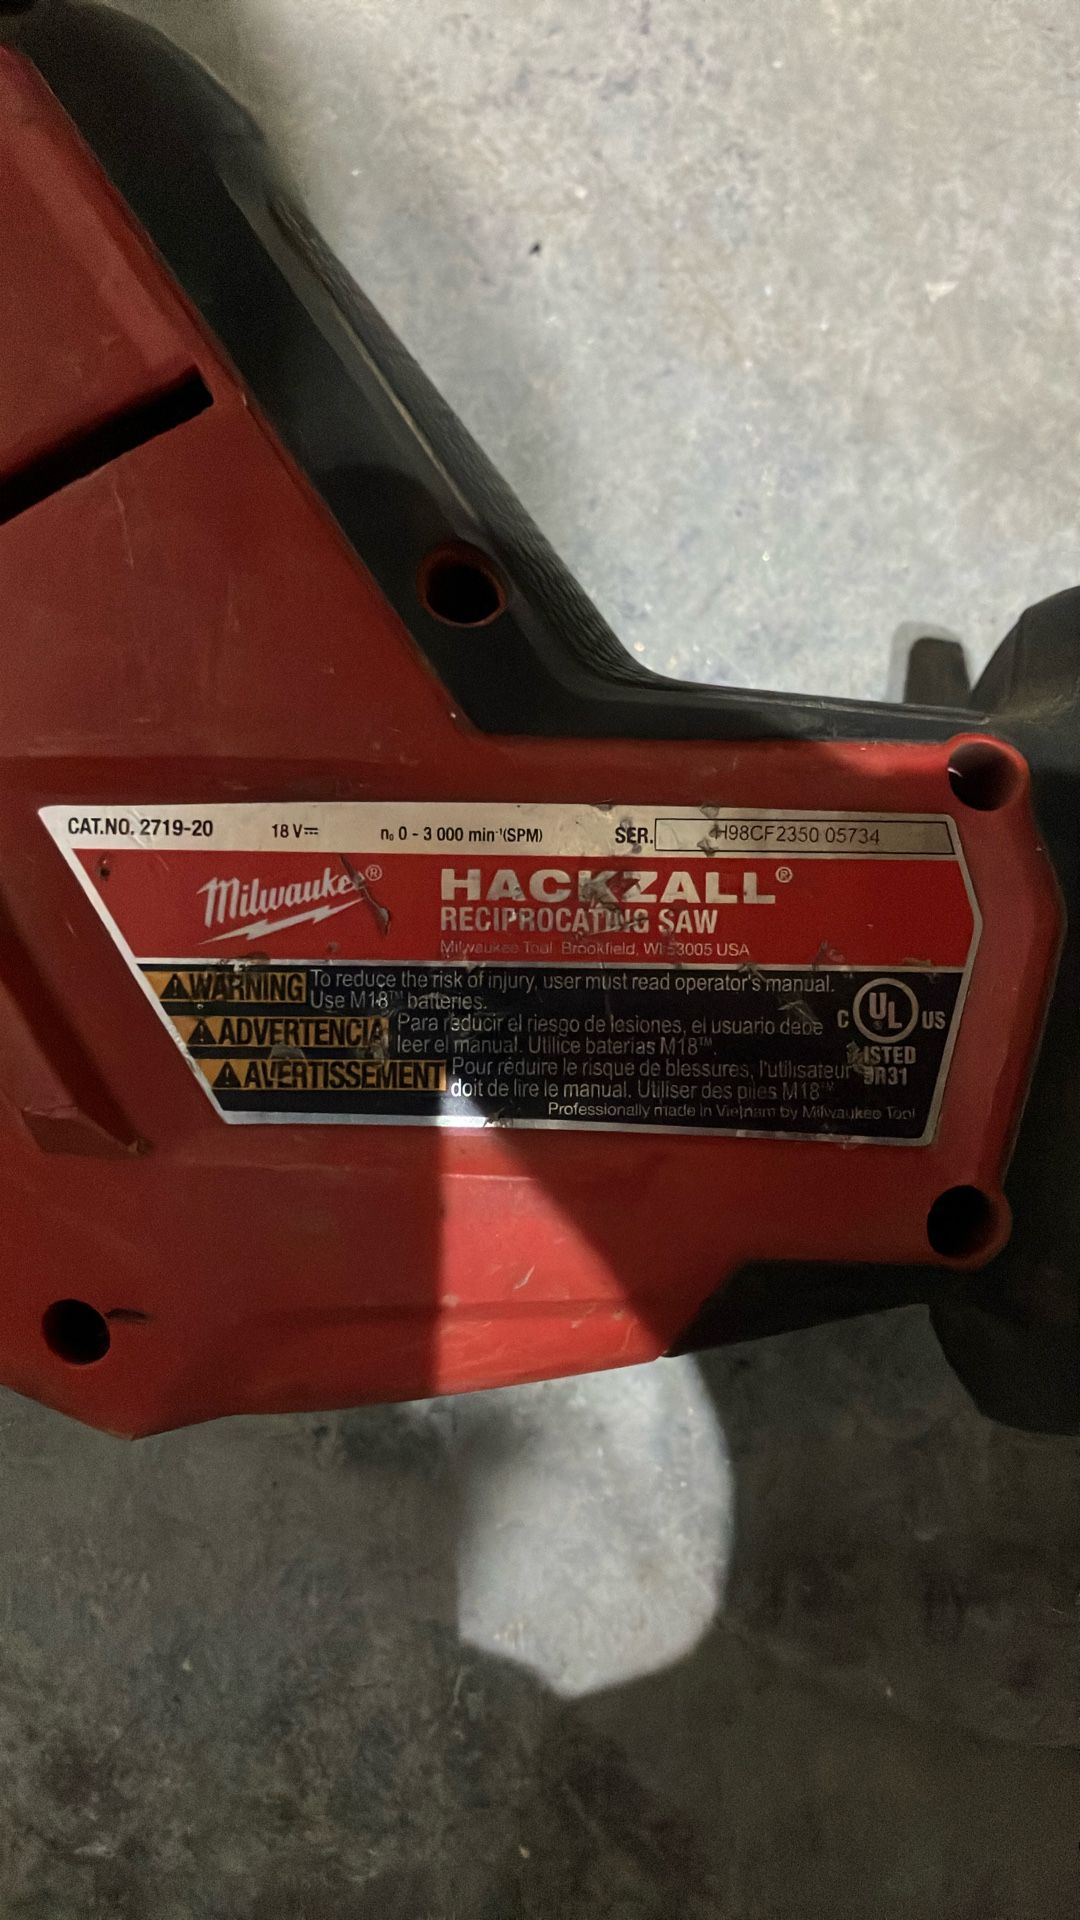 CAT.NO. 2719-20 18 V⎓ n₀ 0 - 3 000 min⁻¹(SPM) SER. H98CF2350 05734
Milwaukee® HACKZALL®
RECIPROCATING SAW
Milwaukee Tool Brookfield, WI 53005 USA
⚠WARNING To reduce the risk of injury, user must read operator's manual.
Use M18™ batteries.
⚠ADVERTENCIA Para reducir el riesgo de lesiones, el usuario debe
leer el manual. Utilice baterías M18™.
⚠AVERTISSEMENT Pour réduire le risque de blessures, l'utilisateur
doit de lire le manual. Utiliser des piles M18™
Professionally made in Vietnam by Milwaukee Tool
C UL® US
LISTED
9R31